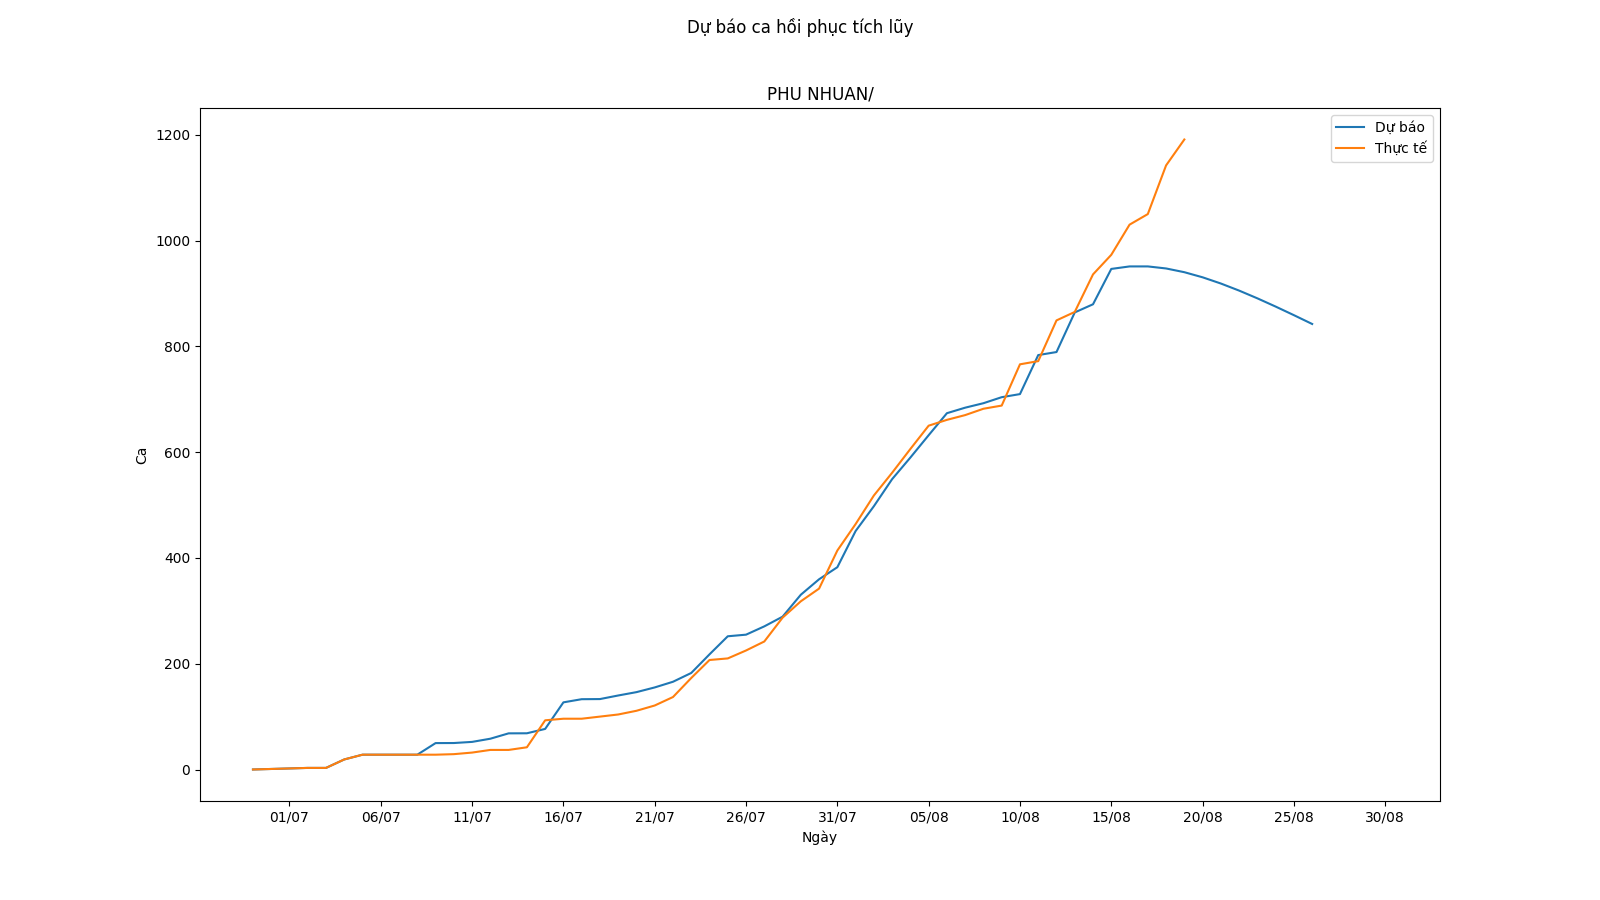 Dự báo ca hồi phục tích lũy
PHU NHUAN/
Dự báo
Thực tế
1200
1000
800
600
400
200
0
Ca
01/07 06/07 11/07 16/07 21/07 26/07 31/07 05/08 10/08 15/08 20/08 25/08 30/08
Ngày